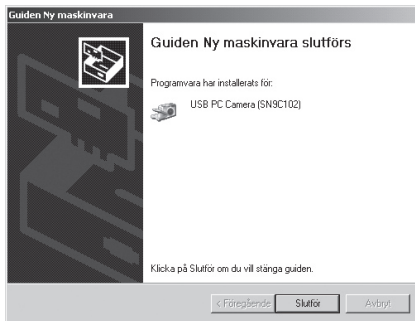 Guiden Ny maskinvara
Guiden Ny maskinvara slutförs
Programvara har installerats för:
USB PC Camera (SN9C102)
Klicka på Slutför om du vill stänga guiden.
< Föregående
Slutför
Avbryt